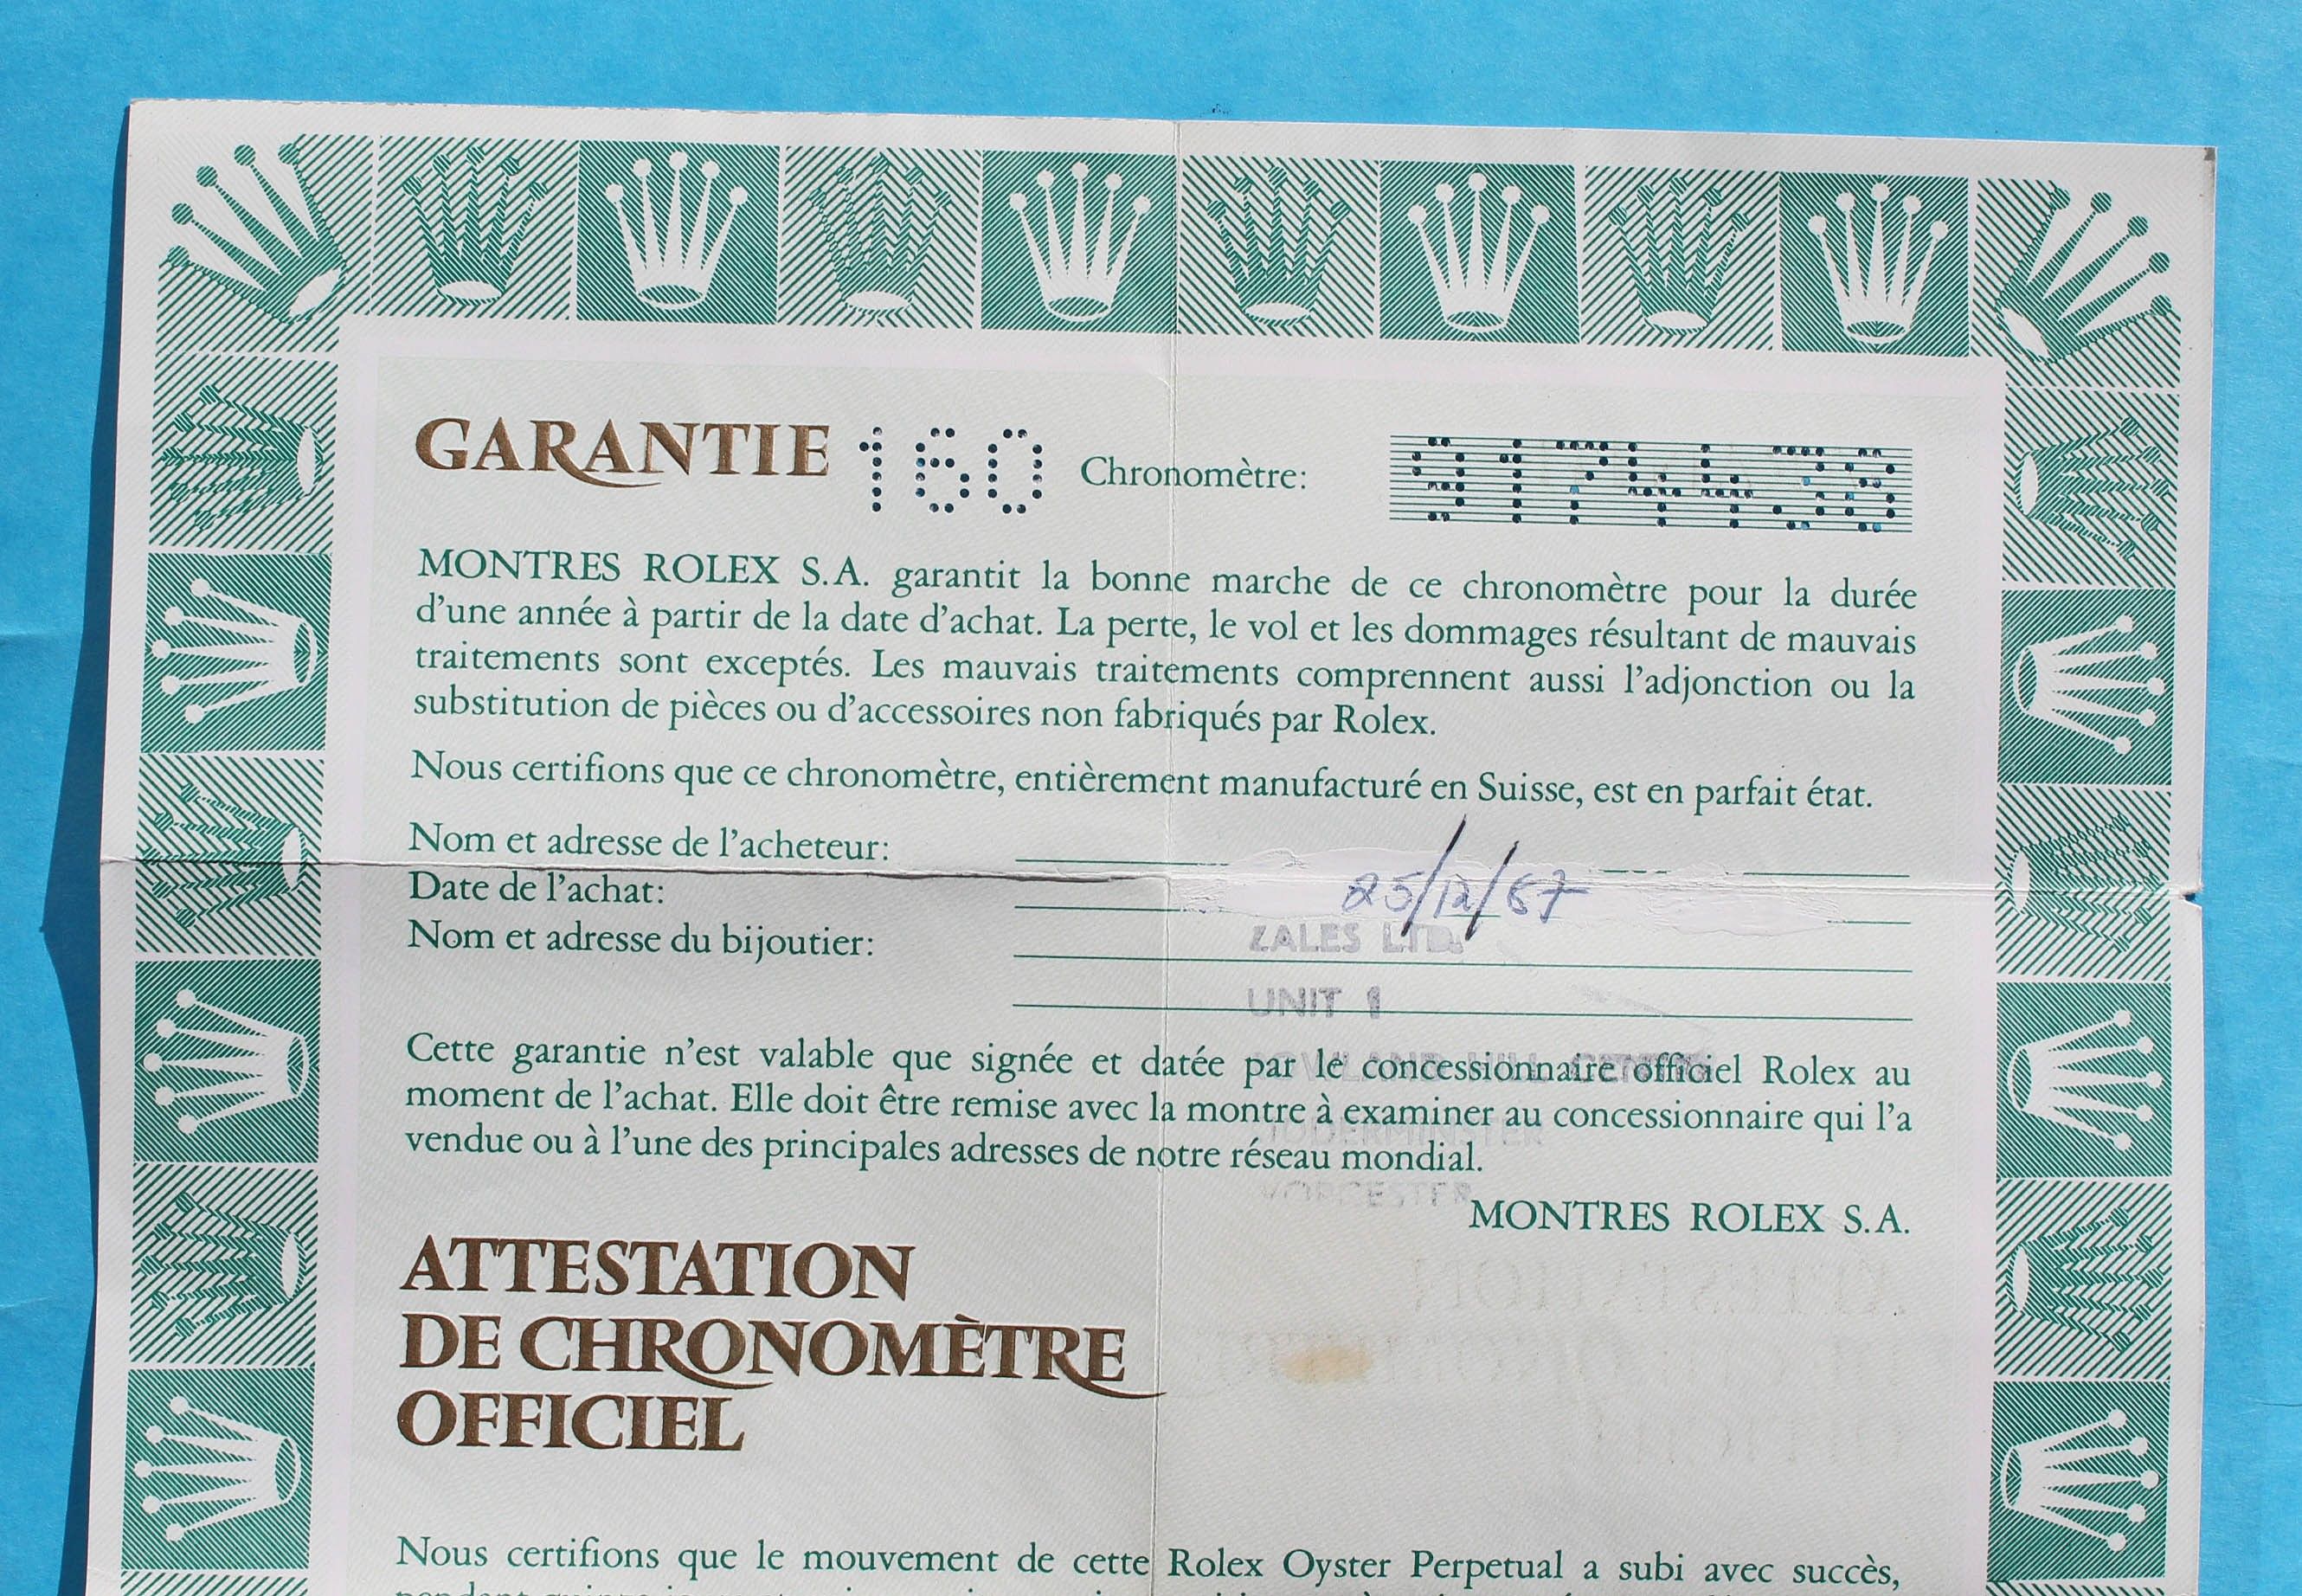 GARANTIE 160 Chronomètre: 9174438
MONTRES ROLEX S.A. garantit la bonne marche de ce chronomètre pour la durée
d'une année à partir de la date d'achat. La perte, le vol et les dommages résultant de mauvais
traitements sont exceptés. Les mauvais traitements comprennent aussi l'adjonction ou la
substitution de pièces ou d'accessoires non fabriqués par Rolex.
Nous certifions que ce chronomètre, entièrement manufacturé en Suisse, est en parfait état.
Nom et adresse de l'acheteur:
Date de l'achat: 25/12/87
Nom et adresse du bijoutier: ZALES LTD.
UNIT 1
HILL
Cette garantie n'est valable que signée et datée par le concessionnaire officiel Rolex au
moment de l'achat. Elle doit être remise avec la montre à examiner au concessionnaire qui l'a
vendue ou à l'une des principales adresses de notre réseau mondial.
MONTRES ROLEX S.A.
ATTESTATION
DE CHRONOMÈTRE
OFFICIEL
Nous certifions que le mouvement de cette Rolex Oyster Perpetual a subi avec succès,